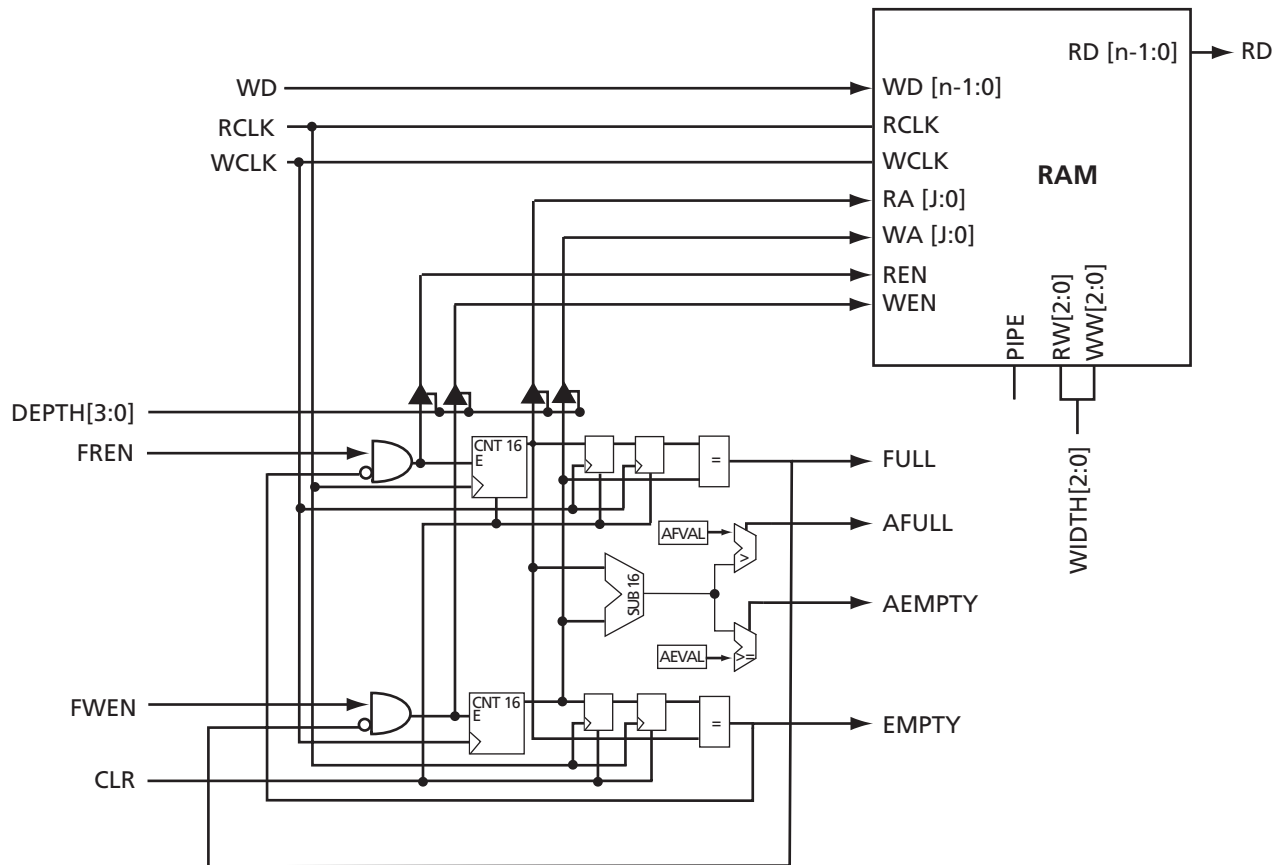 RD [n-1:0]
RD
WD
WD [n-1:0]
RCLK
RCLK
WCLK
WCLK
RAM
RA [J:0]
WA [J:0]
REN
WEN
PIPE
RW[2:0]
WW[2:0]
WIDTH[2:0]
DEPTH[3:0]
FREN
CNT 16
E
=
FULL
AFVAL
>
AFULL
SUB 16
AEMPTY
AEVAL
>=
FWEN
CNT 16
E
=
EMPTY
CLR